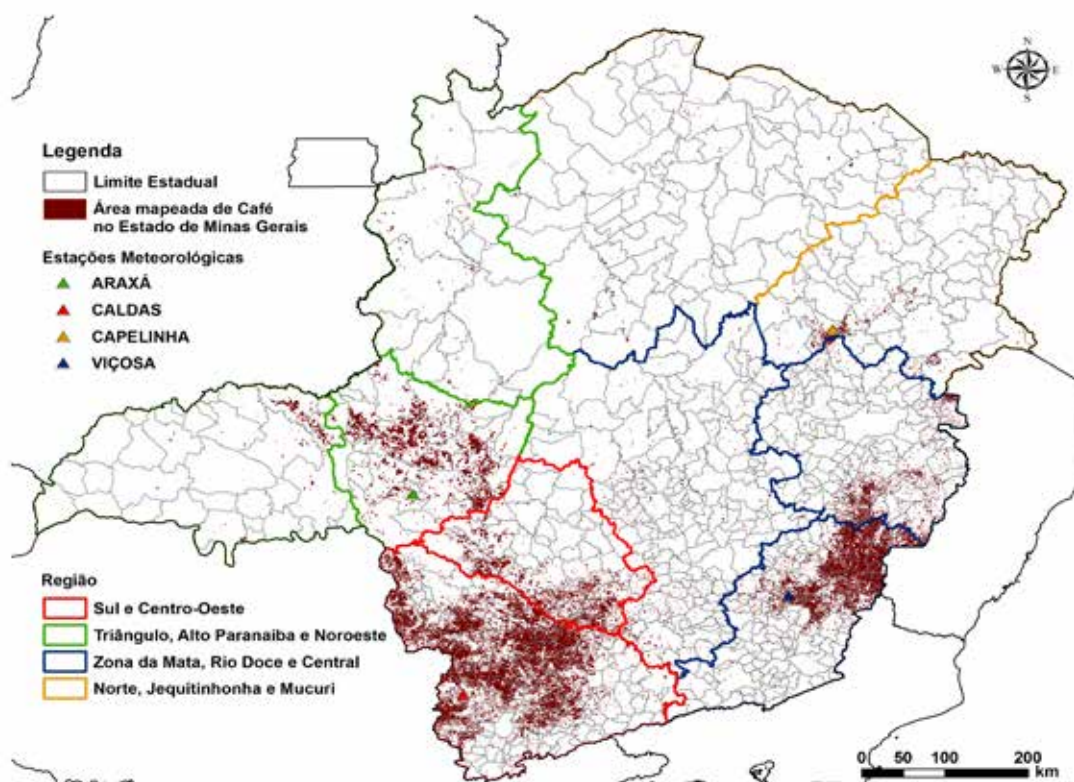 N
W
E
S
Legenda
Limite Estadual
Área mapeada de Café
no Estado de Minas Gerais
Estações Meteorológicas
ARAXÁ
CALDAS
CAPELINHA
VIÇOSA
Região
Sul e Centro-Oeste
Triângulo, Alto Paranaiba e Noroeste
Zona da Mata, Rio Doce e Central
Norte, Jequitinhonha e Mucuri
0 50 100 200
km